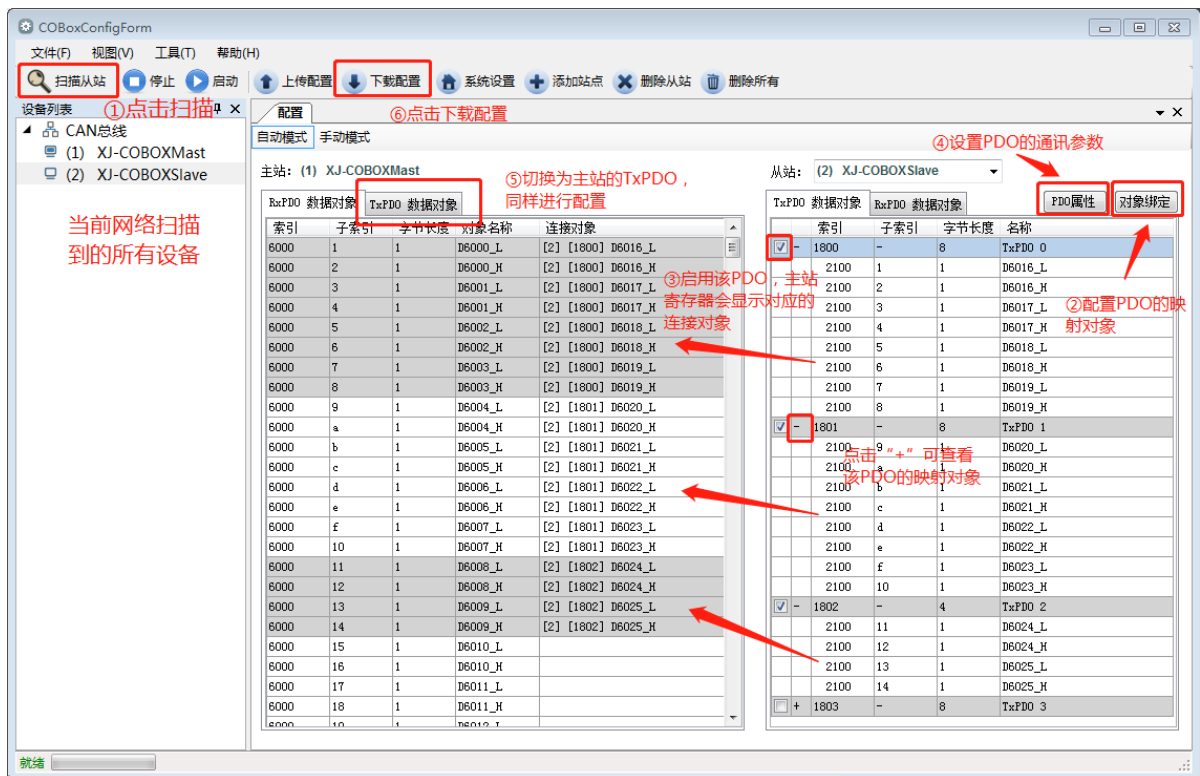 COBoxConfigForm
文件(F) 视图(V) 工具(T) 帮助(H)
扫描从站 停止 启动 上传配置 下载配置 系统设置 添加站点 删除从站 删除所有
设备列表
①点击扫描
⑥点击下载配置
CAN总线
(1) XJ-COBOXMast
(2) XJ-COBOXSlave
当前网络扫描
到的所有设备
配置
自动模式 手动模式
主站: (1) XJ-COBOXMast
⑤切换为主站的TxPDO，
同样进行配置
RxPDO 数据对象 TxPDO 数据对象
索引 子索引 字节长度 对象名称 连接对象
6000 1 1 D6000_L [2] [1800] D6016_L
6000 2 1 D6000_H [2] [1800] D6016_H
6000 3 1 D6001_L [2] [1800] D6017_L
6000 4 1 D6001_H [2] [1800] D6017_H
6000 5 1 D6002_L [2] [1800] D6018_L
6000 6 1 D6002_H [2] [1800] D6018_H
6000 7 1 D6003_L [2] [1800] D6019_L
6000 8 1 D6003_H [2] [1800] D6019_H
6000 9 1 D6004_L [2] [1801] D6020_L
6000 a 1 D6004_H [2] [1801] D6020_H
6000 b 1 D6005_L [2] [1801] D6021_L
6000 c 1 D6005_H [2] [1801] D6021_H
6000 d 1 D6006_L [2] [1801] D6022_L
6000 e 1 D6006_H [2] [1801] D6022_H
6000 f 1 D6007_L [2] [1801] D6023_L
6000 10 1 D6007_H [2] [1801] D6023_H
6000 11 1 D6008_L [2] [1802] D6024_L
6000 12 1 D6008_H [2] [1802] D6024_H
6000 13 1 D6009_L [2] [1802] D6025_L
6000 14 1 D6009_H [2] [1802] D6025_H
6000 15 1 D6010_L
6000 16 1 D6010_H
6000 17 1 D6011_L
6000 18 1 D6011_H
6000 19 1 D6012_L
③启用该PDO，主站
寄存器会显示对应的
连接对象
④设置PDO的通讯参数
从站: (2) XJ-COBOXSlave
TxPDO 数据对象 RxPDO 数据对象 PDO属性 对象绑定
索引 子索引 字节长度 名称
- 1800 - 8 TxPDO 0
2100 1 1 D6016_L
2100 2 1 D6016_H
2100 3 1 D6017_L
2100 4 1 D6017_H
2100 5 1 D6018_L
2100 6 1 D6018_H
2100 7 1 D6019_L
2100 8 1 D6019_H
- 1801 - 8 TxPDO 1
2100 9 1 D6020_L
2100 a 1 D6020_H
2100 b 1 D6021_L
2100 c 1 D6021_H
2100 d 1 D6022_L
2100 e 1 D6022_H
2100 f 1 D6023_L
2100 10 1 D6023_H
- 1802 - 4 TxPDO 2
2100 11 1 D6024_L
2100 12 1 D6024_H
2100 13 1 D6025_L
2100 14 1 D6025_H
+ 1803 - 8 TxPDO 3
②配置PDO的映
射对象
点击“+”可查看
该PDO的映射对象
就绪